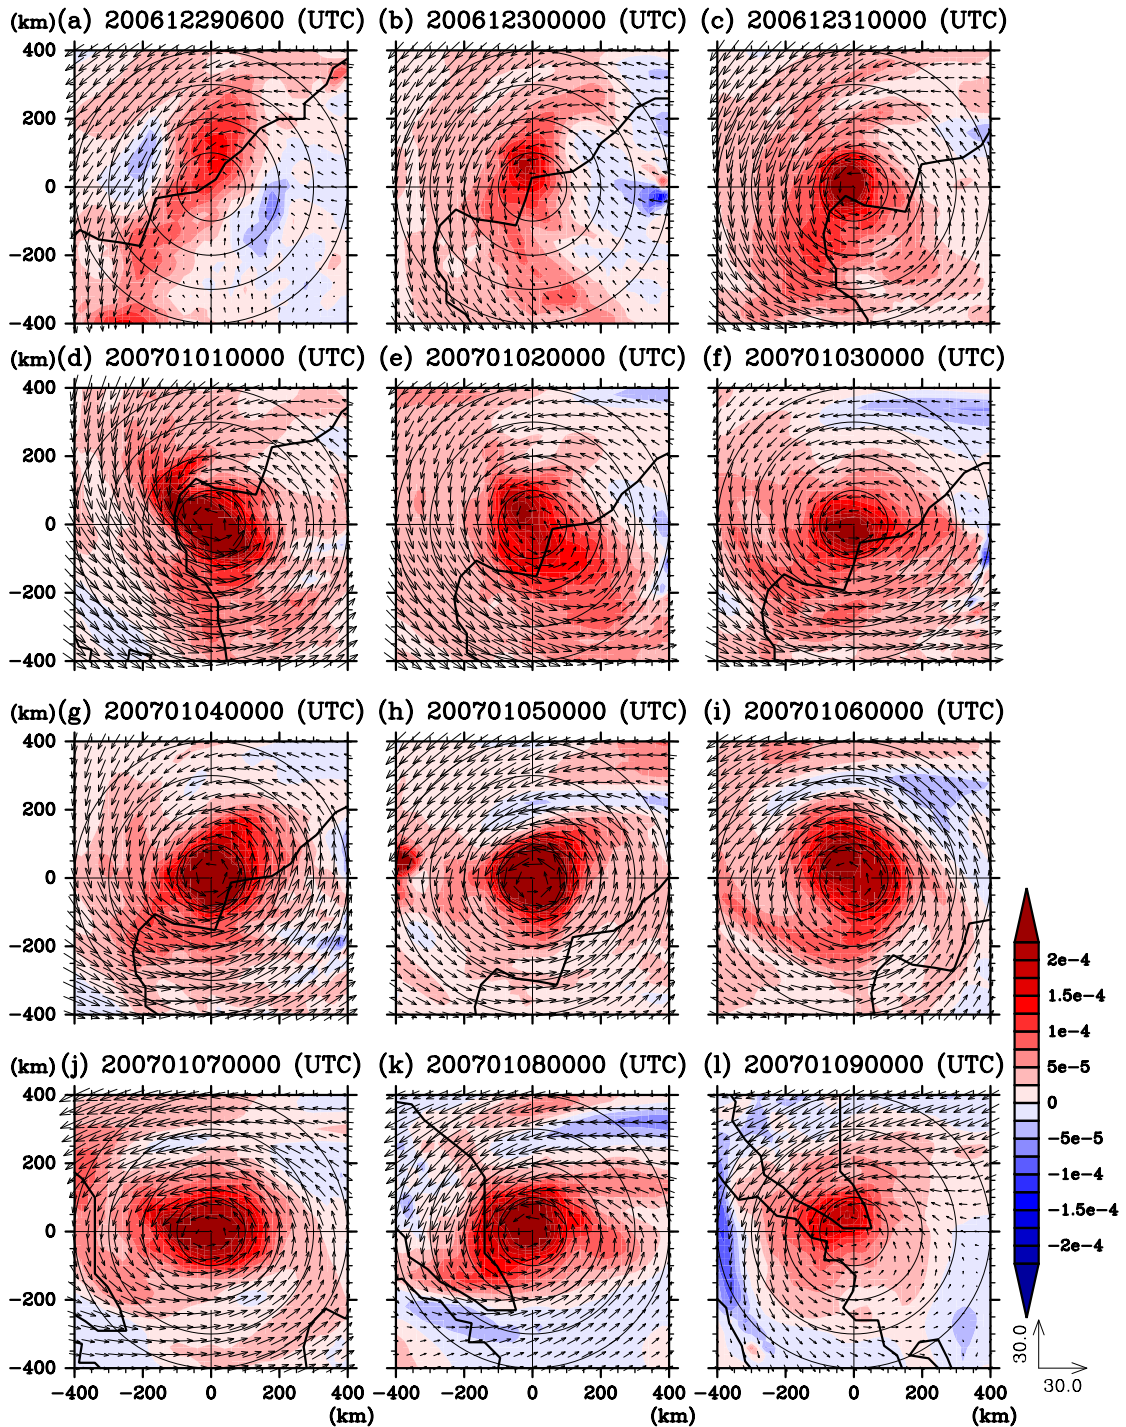 (km) (a) 200612290600 (UTC) (b) 200612300000 (UTC) (c) 200612310000 (UTC)
400
200
0
−200
−400
(km) (d) 200701010000 (UTC) (e) 200701020000 (UTC) (f) 200701030000 (UTC)
400
200
0
−200
−400
(km) (g) 200701040000 (UTC) (h) 200701050000 (UTC) (i) 200701060000 (UTC)
400
200
0
−200
−400
2e−4
1.5e−4
1e−4
5e−5
0
−5e−5
−1e−4
−1.5e−4
−2e−4
30.0
30.0
(km) (j) 200701070000 (UTC) (k) 200701080000 (UTC) (l) 200701090000 (UTC)
400
200
0
−200
−400
−400 −200 0 200 400 −200 0 200 400 −200 0 200 400
(km) (km) (km)